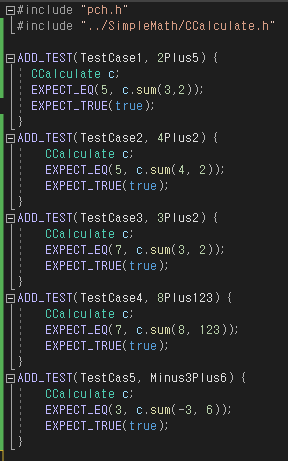 #include "pch.h"
#include "../SimpleMath/CCalculate.h"
ADD_TEST(TestCase1, 2Plus5) {
CCalculate c;
EXPECT_EQ(5, c.sum(3,2));
EXPECT_TRUE(true);
}
ADD_TEST(TestCase2, 4Plus2) {
CCalculate c;
EXPECT_EQ(5, c.sum(4, 2));
EXPECT_TRUE(true);
}
ADD_TEST(TestCase3, 3Plus2) {
CCalculate c;
EXPECT_EQ(7, c.sum(3, 2));
EXPECT_TRUE(true);
}
ADD_TEST(TestCase4, 8Plus123) {
CCalculate c;
EXPECT_EQ(7, c.sum(8, 123));
EXPECT_TRUE(true);
}
ADD_TEST(TestCas5, Minus3Plus6) {
CCalculate c;
EXPECT_EQ(3, c.sum(-3, 6));
EXPECT_TRUE(true);
}